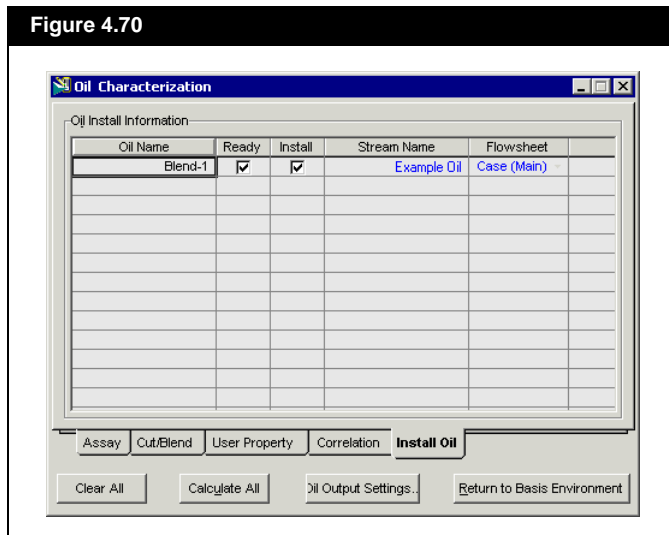 Figure 4.70
Oil Characterization
Oil Install Information
Oil Name Ready Install Stream Name Flowsheet
Blend-1 Example Oil Case (Main)
Assay Cut/Blend User Property Correlation Install Oil
Clear All Calculate All Oil Output Settings.. Return to Basis Environment